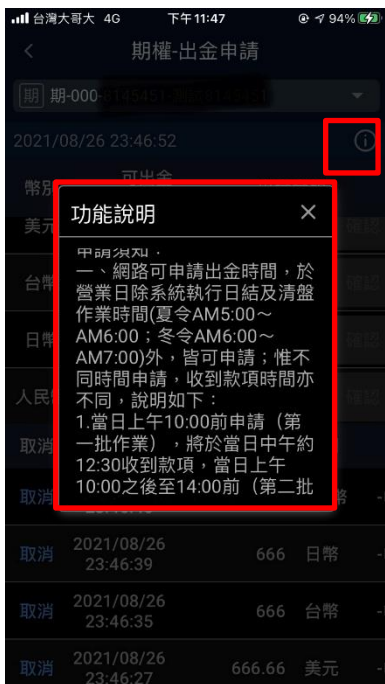 台灣大哥大 4G 下午11:47 94%
期權-出金申請
期 期-000-
2021/08/26 23:46:52
幣別 可出金
功能說明 ×
美元 確認
申請須知：
一、網路可申請出金時間，於
營業日除系統執行日結及清盤
作業時間(夏令AM5:00～
AM6:00；冬令AM6:00～
AM7:00)外，皆可申請；惟不
同時間申請，收到款項時間亦
不同，說明如下：
1.當日上午10:00前申請（第
一批作業），將於當日中午約
12:30收到款項，當日上午
10:00之後至14:00前（第二批
台幣
日幣
人民
取消
取消 幣
取消 2021/08/26 23:46:39 666 日幣
取消 2021/08/26 23:46:35 666 台幣
取消 2021/08/26 23:46:27 666.66 美元